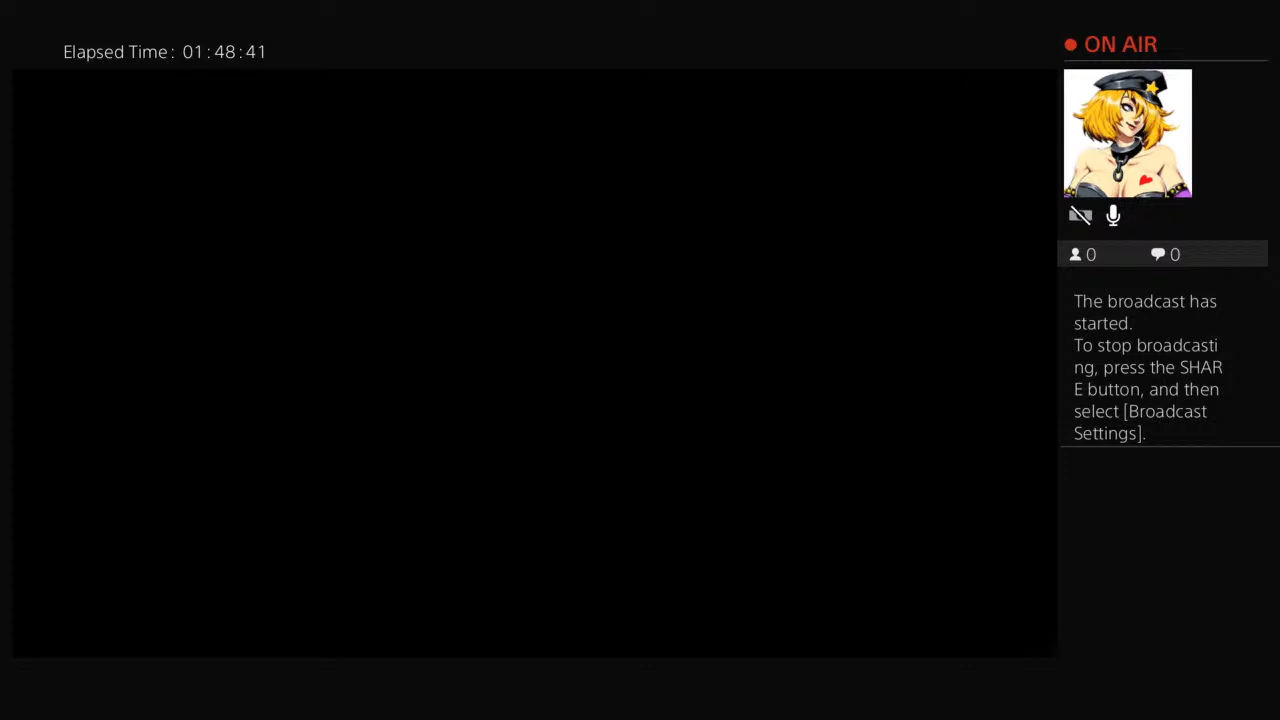 Elapsed Time: 01:48:41
ON AIR
0 0
The broadcast has
started.
To stop broadcasti
ng, press the SHAR
E button, and then
select [Broadcast
Settings].